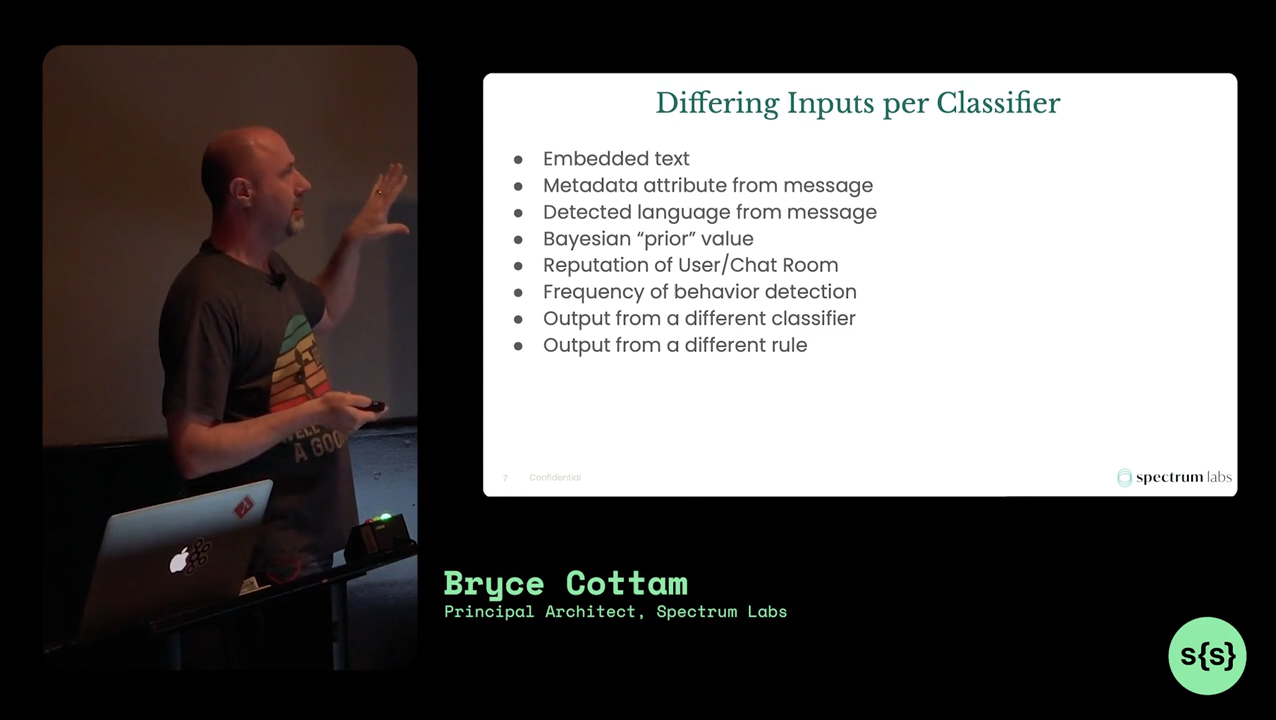 Differing Inputs per Classifier
● Embedded text
● Metadata attribute from message
● Detected language from message
● Bayesian “prior” value
● Reputation of User/Chat Room
● Frequency of behavior detection
● Output from a different classifier
● Output from a different rule
7 Confidential
spectrum labs
A GOO
Bryce Cottam
Principal Architect, Spectrum Labs
s{s}